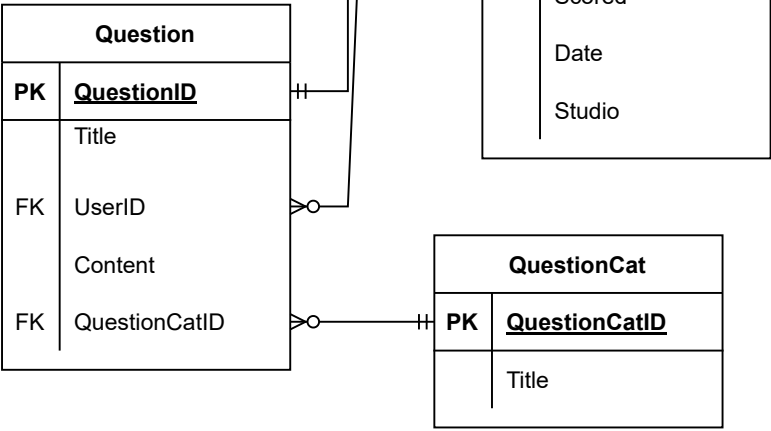 Question
PK QuestionID
Title
FK UserID
Content
FK QuestionCatID
Date
Studio
QuestionCat
PK QuestionCatID
Title